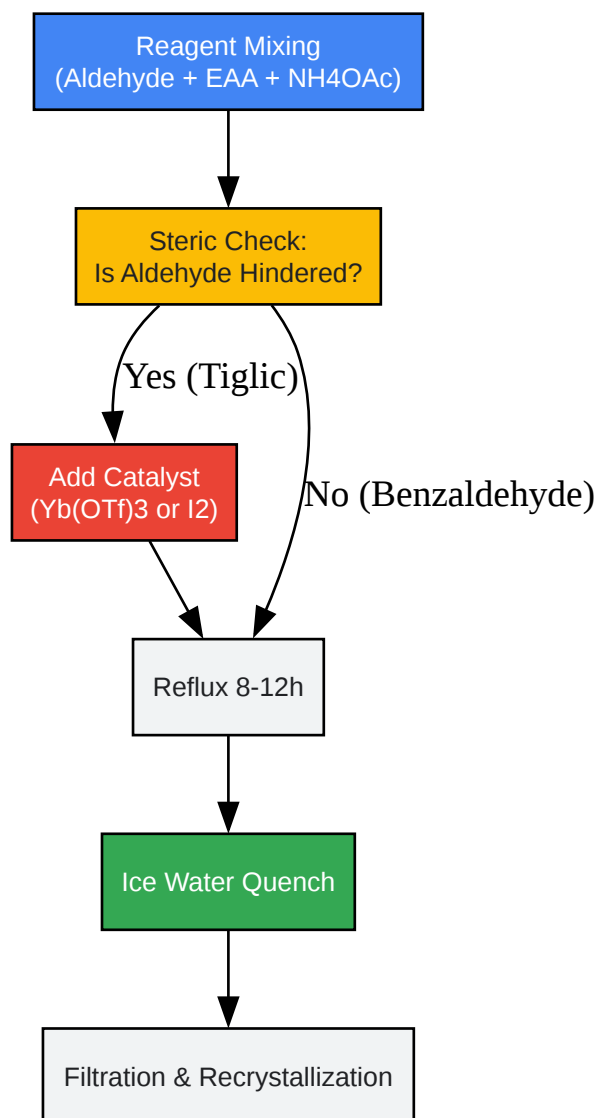 Reagent Mixing
(Aldehyde + EAA + NH4OAc)
Steric Check:
Is Aldehyde Hindered?
Yes (Tiglic)
Add Catalyst
(Yb(OTf)3 or I2)
No (Benzaldehyde)
Reflux 8-12h
Ice Water Quench
Filtration & Recrystallization